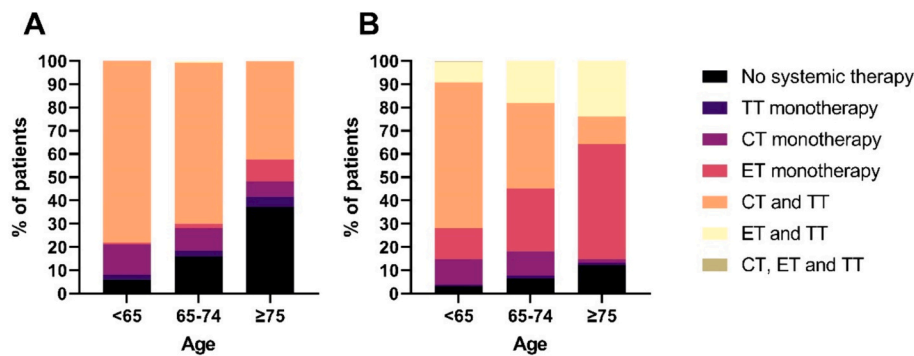 A
B
% of patients
100
90
80
70
60
50
40
30
20
10
0
<65
65-74
≥75
Age
% of patients
100
90
80
70
60
50
40
30
20
10
0
<65
65-74
≥75
Age
No systemic therapy
TT monotherapy
CT monotherapy
ET monotherapy
CT and TT
ET and TT
CT, ET and TT